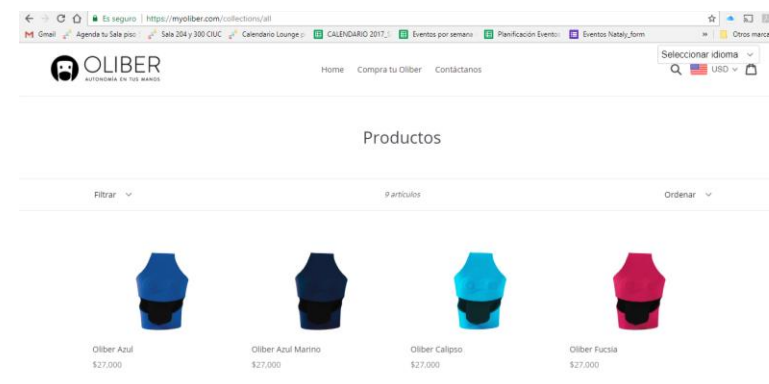 Es seguro | https://myoliber.com/collections/all
Gmail Agenda tu Sala piso Sala 204 y 300 CIUC Calendario Lounge p CALENDARIO 2017_ Eventos por semana Planificación Evento Eventos Nataly_form » Otros marca
Seleccionar idioma
OLIBER
AUTONOMÍA EN TUS MANOS
Home Compra tu Oliber Contáctanos
USD
Productos
Filtrar 9 artículos Ordenar
Oliber Azul Oliber Azul Marino Oliber Calipso Oliber Fucsia
$27,000 $27,000 $27,000 $27,000